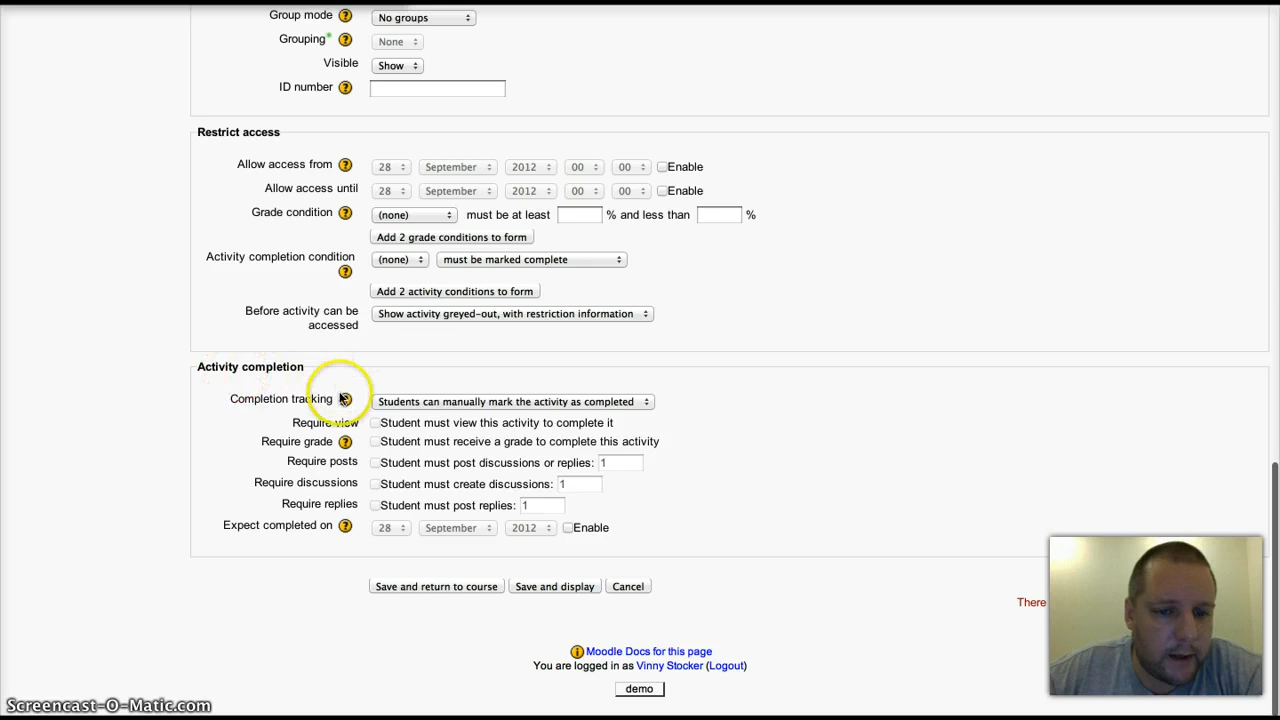 Group mode No groups
Grouping* None
Visible Show
ID number
Restrict access
Allow access from 28 September 2012 00 00 Enable
Allow access until 28 September 2012 00 00 Enable
Grade condition (none) must be at least % and less than %
Add 2 grade conditions to form
Activity completion condition (none) must be marked complete
Add 2 activity conditions to form
Before activity can be
accessed Show activity greyed-out, with restriction information
Activity completion
Completion tracking Students can manually mark the activity as completed
Require view Student must view this activity to complete it
Require grade Student must receive a grade to complete this activity
Require posts Student must post discussions or replies: 1
Require discussions Student must create discussions: 1
Require replies Student must post replies: 1
Expect completed on 28 September 2012 Enable
Save and return to course Save and display Cancel
There
Moodle Docs for this page
You are logged in as Vinny Stocker (Logout)
demo
Screencast-O-Matic.com